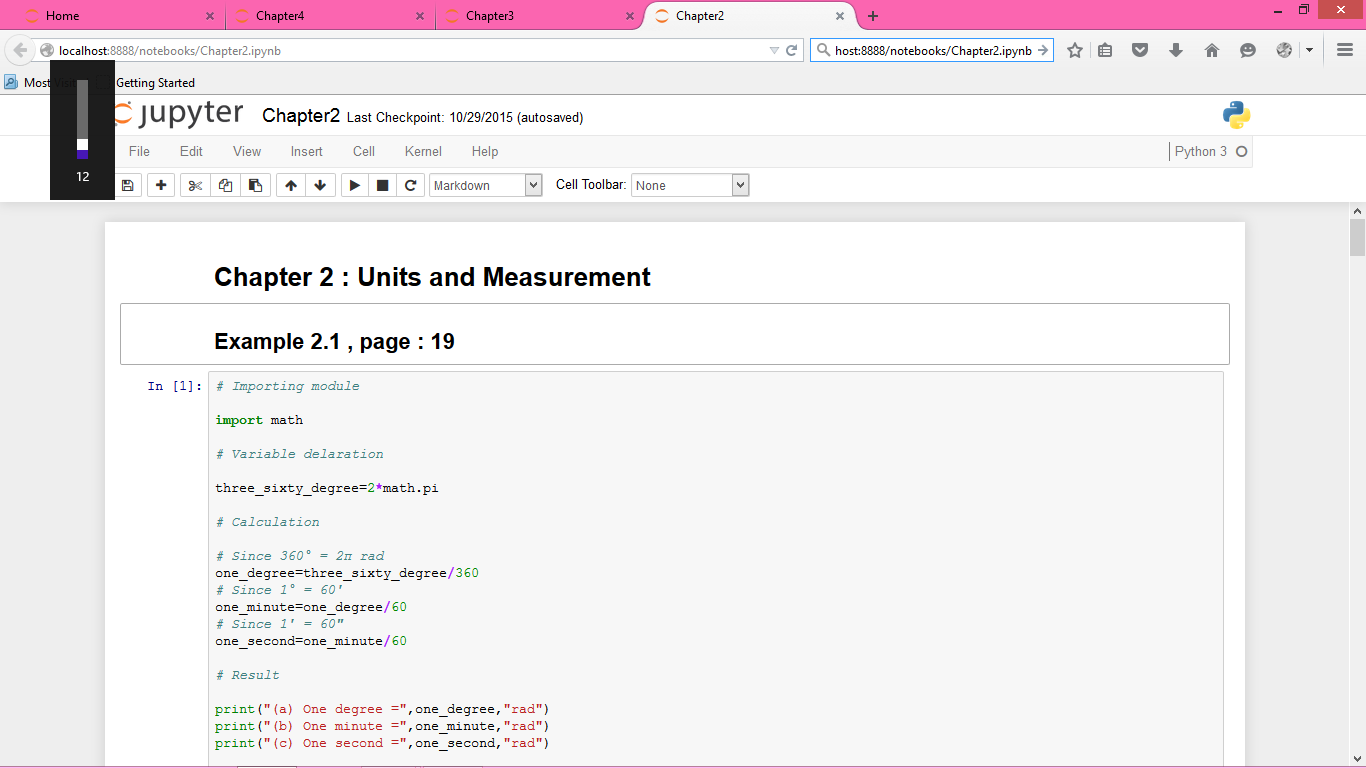 Home
Chapter4
Chapter3
Chapter2
localhost:8888/notebooks/Chapter2.ipynb
host:8888/notebooks/Chapter2.ipynb
Getting Started
12
jupyter Chapter2 Last Checkpoint: 10/29/2015 (autosaved)
File Edit View Insert Cell Kernel Help
Python 3
Markdown
Cell Toolbar: None
Chapter 2 : Units and Measurement
Example 2.1 , page : 19
In [1]:
# Importing module
import math
# Variable delaration
three_sixty_degree=2*math.pi
# Calculation
# Since 360° = 2π rad
one_degree=three_sixty_degree/360
# Since 1° = 60'
one_minute=one_degree/60
# Since 1' = 60"
one_second=one_minute/60
# Result
print("(a) One degree =",one_degree,"rad")
print("(b) One minute =",one_minute,"rad")
print("(c) One second =",one_second,"rad")